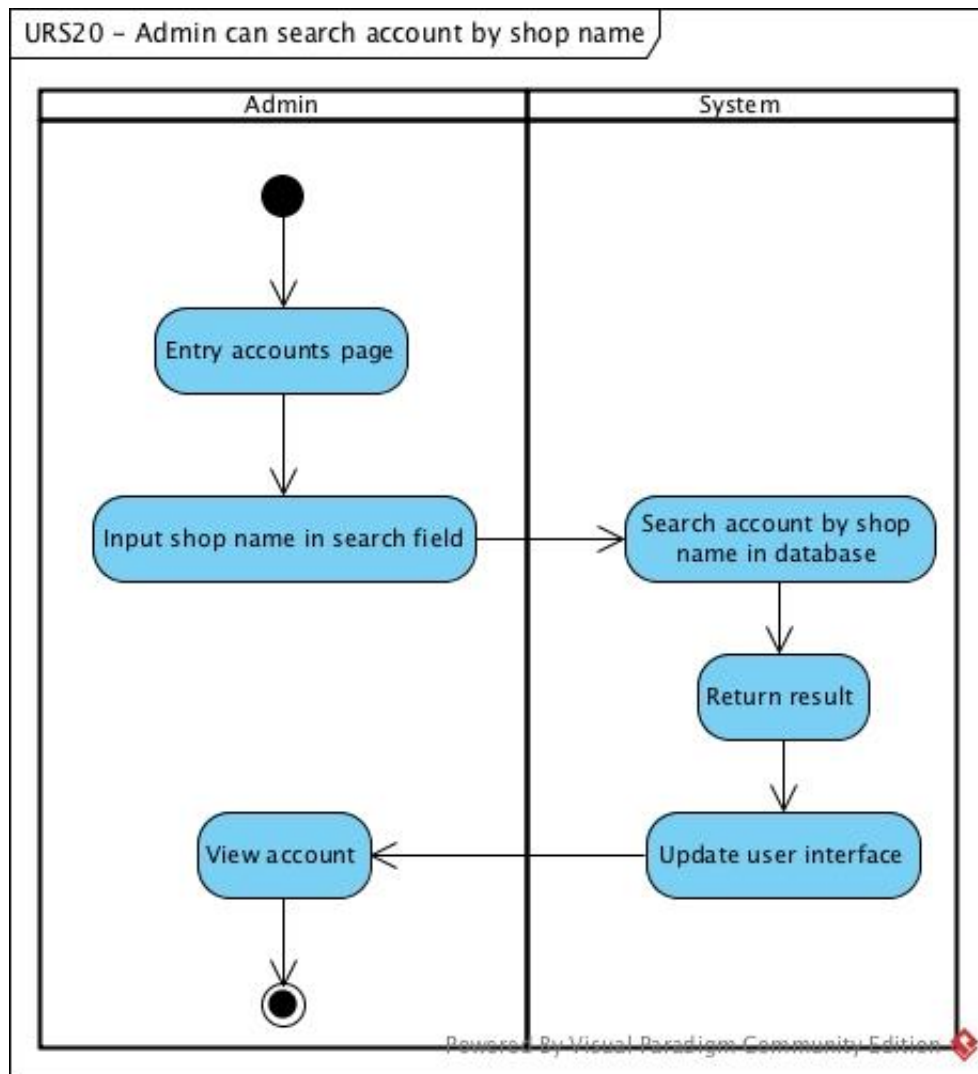 URS20 – Admin can search account by shop name
Admin
System
Entry accounts page
Input shop name in search field
Search account by shop
name in database
Return result
View account
Update user interface
Powered By Visual Paradigm Community Edition